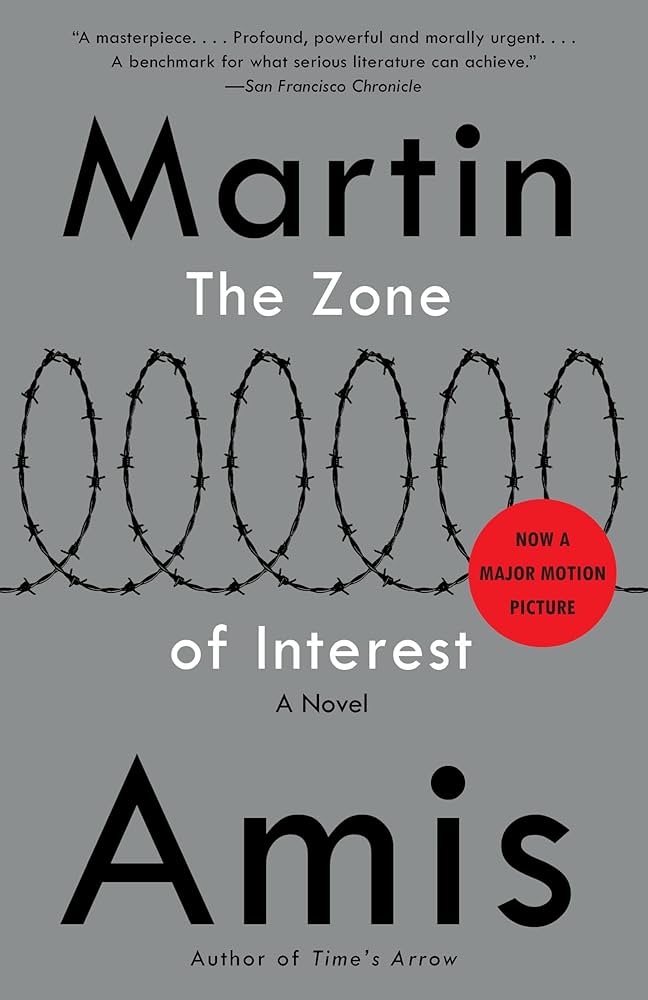 “A masterpiece. . . . Profound, powerful and morally urgent. . . .
A benchmark for what serious literature can achieve.”
—San Francisco Chronicle
Martin
The Zone
NOW A
MAJOR MOTION
PICTURE
of Interest
A Novel
Amis
Author of Time’s Arrow